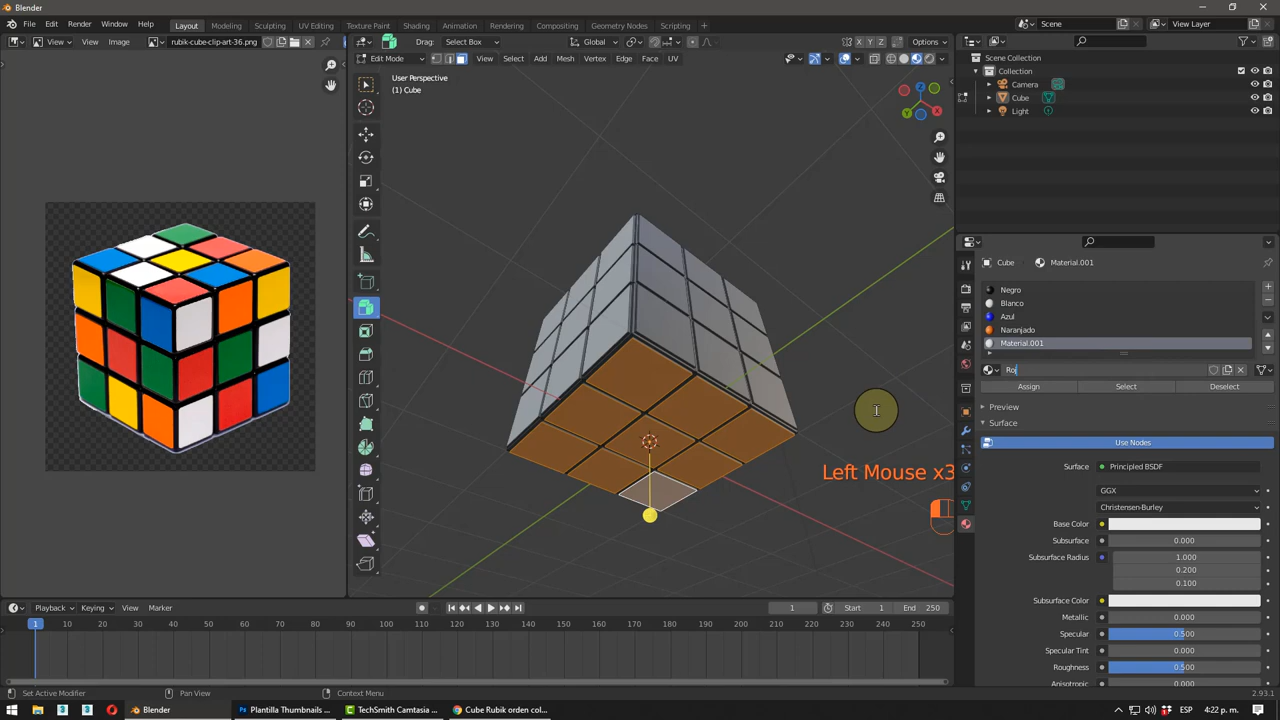 Blender
File Edit Render Window Help Layout Modeling Sculpting UV Editing Texture Paint Shading Animation Rendering Compositing Geometry Nodes Scripting + Scene View Layer
View View Image rubik-cube-clip-art-36.png Drag: Select Box Global X Y Z Options
Edit Mode View Select Add Mesh Vertex Edge Face UV
User Perspective
(1) Cube
Scene Collection
Collection
Camera
Cube
Light
Cube Material.001
Negro
Blanco
Azul
Naranjado
Material.001
Roj
Assign Select Deselect
Preview
Surface
Use Nodes
Surface Principled BSDF
GGX
Christensen-Burley
Base Color
Subsurface 0.000
Subsurface Radius 1.000
0.200
0.100
Subsurface Color
Metallic 0.000
Specular 0.500
Specular Tint 0.000
Roughness 0.500
Anisotropic 0.000
Left Mouse x3
Playback Keying View Marker 1 Start 1 End 250
1 10 20 30 40 50 60 70 80 90 100 110 120 130 140 150 160 170 180 190 200 210 220 230 240 250
Set Active Modifier Pan View Context Menu 2.93.1
Blender Plantilla Thumbnails ... TechSmith Camtasia ... Cube Rubik orden col... ESP 4:22 p. m.